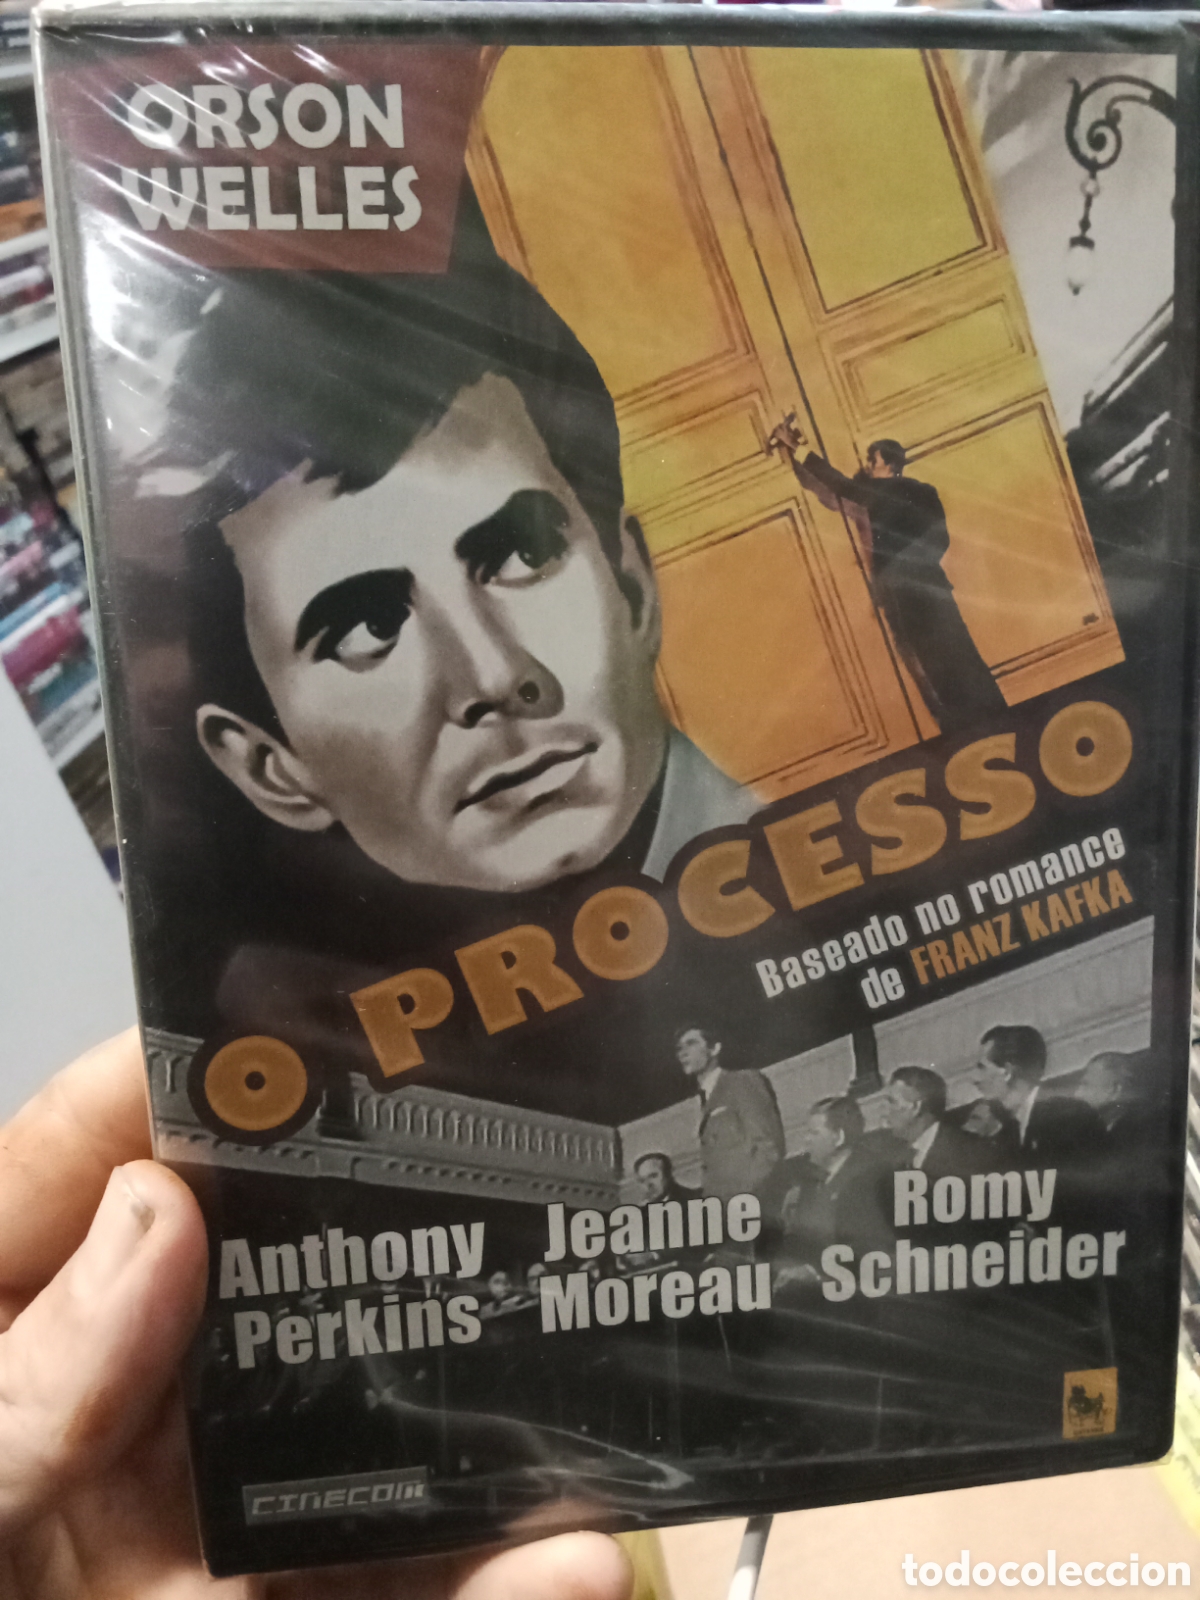 ORSON
WELLES
O PROCESSO
Baseado no romance
de FRANZ KAFKA
Anthony
Perkins
Jeanne
Moreau
Romy
Schneider
CINECOM
todocoleccion